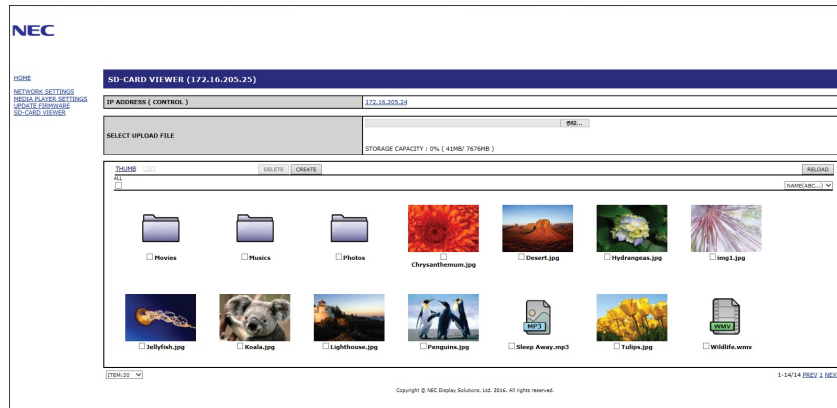 NEC
HOME
NETWORK SETTINGS
MEDIA PLAYER SETTINGS
UPDATE FIRMWARE
SD-CARD VIEWER
SD-CARD VIEWER (172.16.205.25)
IP ADDRESS ( CONTROL )
172.16.205.24
SELECT UPLOAD FILE
STORAGE CAPACITY : 0% ( 41MB/ 7676MB )
THUMB LIST DELETE CREATE RELOAD
ALL
NAME(ABC...)
Movies Musics Photos Chrysanthemum.jpg Desert.jpg Hydrangeas.jpg img1.jpg
MP3
WMV
Jellyfish.jpg Koala.jpg Lighthouse.jpg Penguins.jpg Sleep Away.mp3 Tulips.jpg Wildlife.wmv
ITEM:20
1-14/14 PREV 1 NEXT
Copyright © NEC Display Solutions, Ltd. 2016. All rights reserved.